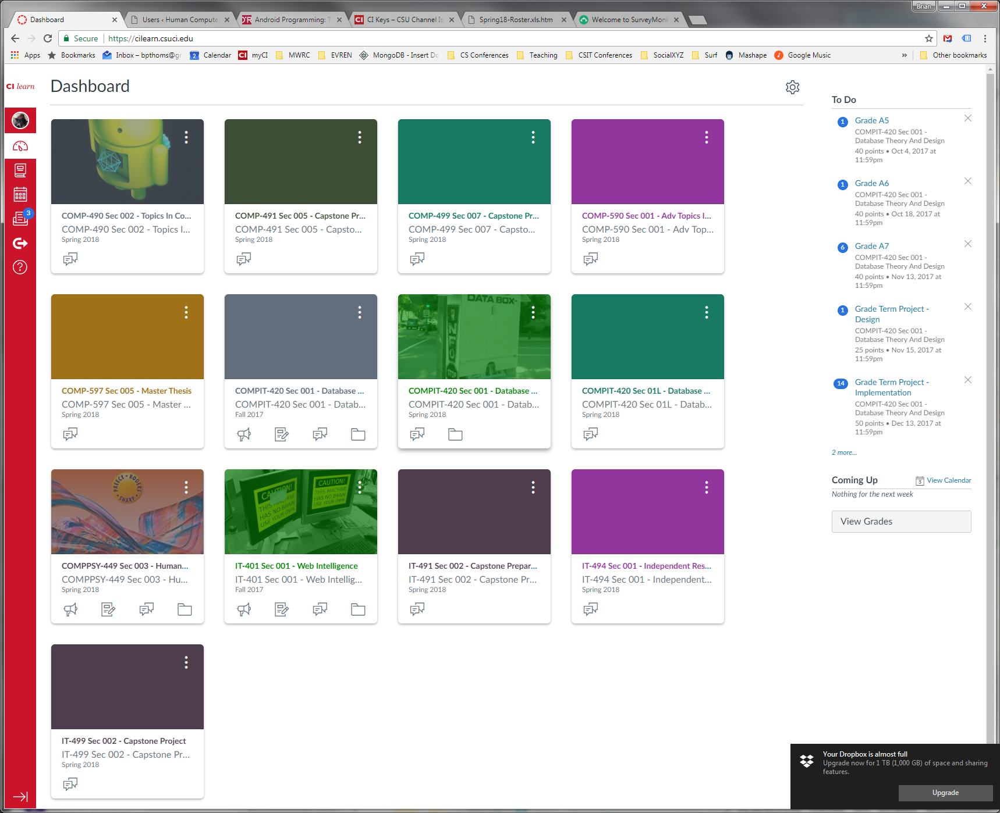 Brian
Dashboard
Users ‹ Human Compute
Android Programming: T
CI Keys – CSU Channel Is
Spring18-Roster.xls.htm
Welcome to SurveyMonk
Secure
https://cilearn.csuci.edu
Apps
Bookmarks
Inbox – bpthoms@g
Calendar
myCI
MWRC
EVREN
MongoDB - Insert Do
CS Conferences
Teaching
CSIT Conferences
SocialXYZ
Surf
Mashape
Google Music
»
Other bookmarks
CI learn
3
Dashboard
COMP-490 Sec 002 - Topics In Co...
COMP-490 Sec 002 - Topics I...
Spring 2018
COMP-491 Sec 005 - Capstone Pr...
COMP-491 Sec 005 - Capsto...
Spring 2018
COMP-499 Sec 007 - Capstone Pr...
COMP-499 Sec 007 - Capsto...
Spring 2018
COMP-590 Sec 001 - Adv Topics I...
COMP-590 Sec 001 - Adv Top...
Spring 2018
COMP-597 Sec 005 - Master Thesis
COMP-597 Sec 005 - Master ...
Spring 2018
COMPIT-420 Sec 001 - Database ...
COMPIT-420 Sec 001 - Datab...
Fall 2017
DATA BOX
INFO
STOP
COMPIT-420 Sec 001 - Database ...
COMPIT-420 Sec 001 - Datab...
Spring 2018
COMPIT-420 Sec 01L - Database ...
COMPIT-420 Sec 01L - Datab...
Spring 2018
PREECE • ROGERS
SHARP
COMPPSY-449 Sec 003 - Human...
COMPPSY-449 Sec 003 - Hu...
Spring 2018
CAUTION!
THIS MACHINE
HAS NO BRAIN
USE YOUR OWN
CAUTION!
THIS MACHINE
HAS NO BRAIN
USE YOUR OWN
IT-401 Sec 001 - Web Intelligence
IT-401 Sec 001 - Web Intellig...
Fall 2017
IT-491 Sec 002 - Capstone Prepar...
IT-491 Sec 002 - Capstone Pr...
Spring 2018
IT-494 Sec 001 - Independent Res...
IT-494 Sec 001 - Independent...
Spring 2018
IT-499 Sec 002 - Capstone Project
IT-499 Sec 002 - Capstone Pr...
Spring 2018
To Do
1
Grade A5
COMPIT-420 Sec 001 -
Database Theory And Design
40 points • Oct 4, 2017 at
11:59pm
1
Grade A6
COMPIT-420 Sec 001 -
Database Theory And Design
40 points • Oct 18, 2017 at
11:59pm
6
Grade A7
COMPIT-420 Sec 001 -
Database Theory And Design
40 points • Nov 13, 2017 at
11:59pm
1
Grade Term Project -
Design
COMPIT-420 Sec 001 -
Database Theory And Design
25 points • Nov 15, 2017 at
11:59pm
14
Grade Term Project -
Implementation
COMPIT-420 Sec 001 -
Database Theory And Design
50 points • Dec 13, 2017 at
11:59pm
2 more...
Coming Up
3
View Calendar
Nothing for the next week
View Grades
Your Dropbox is almost full
Upgrade now for 1 TB (1,000 GB) of space and sharing
features.
Upgrade